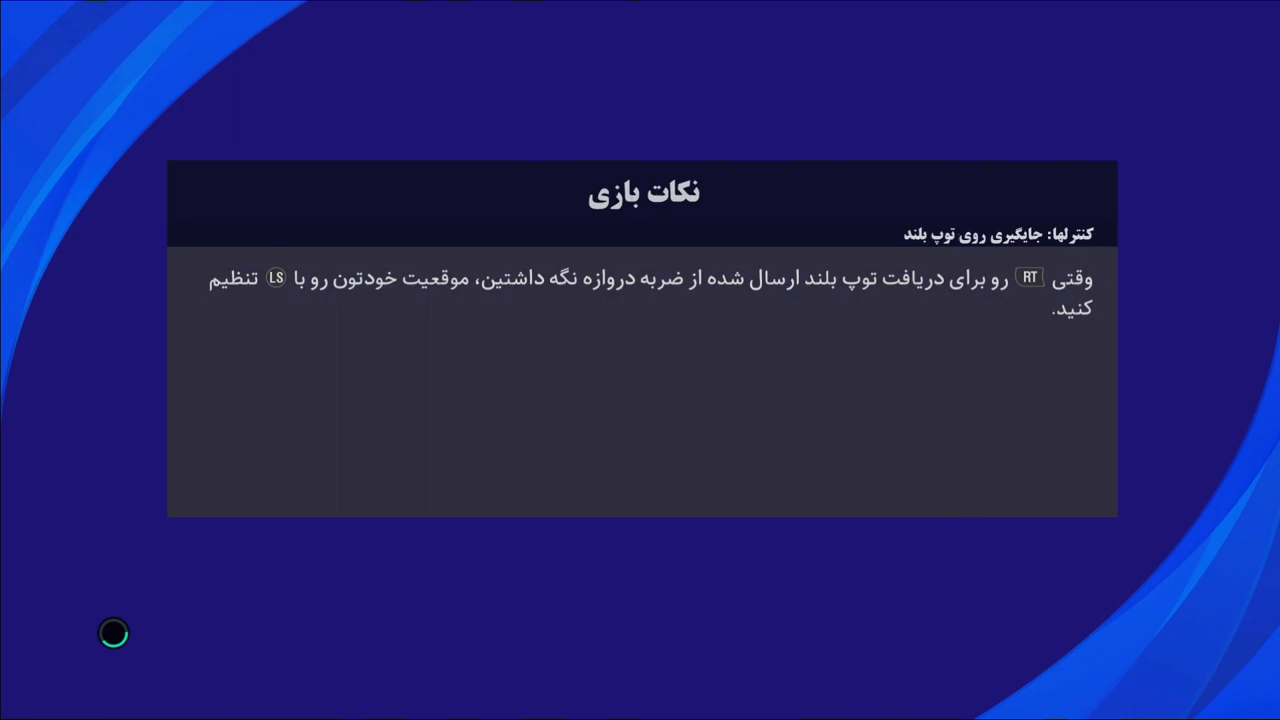 نکات بازی
کنترلها: جایگیری روی توپ بلند
وقتی RT رو برای دریافت توپ بلند ارسال شده از ضربه دروازه نگه داشتین، موقعیت خودتون رو با LS تنظیم
کنید.